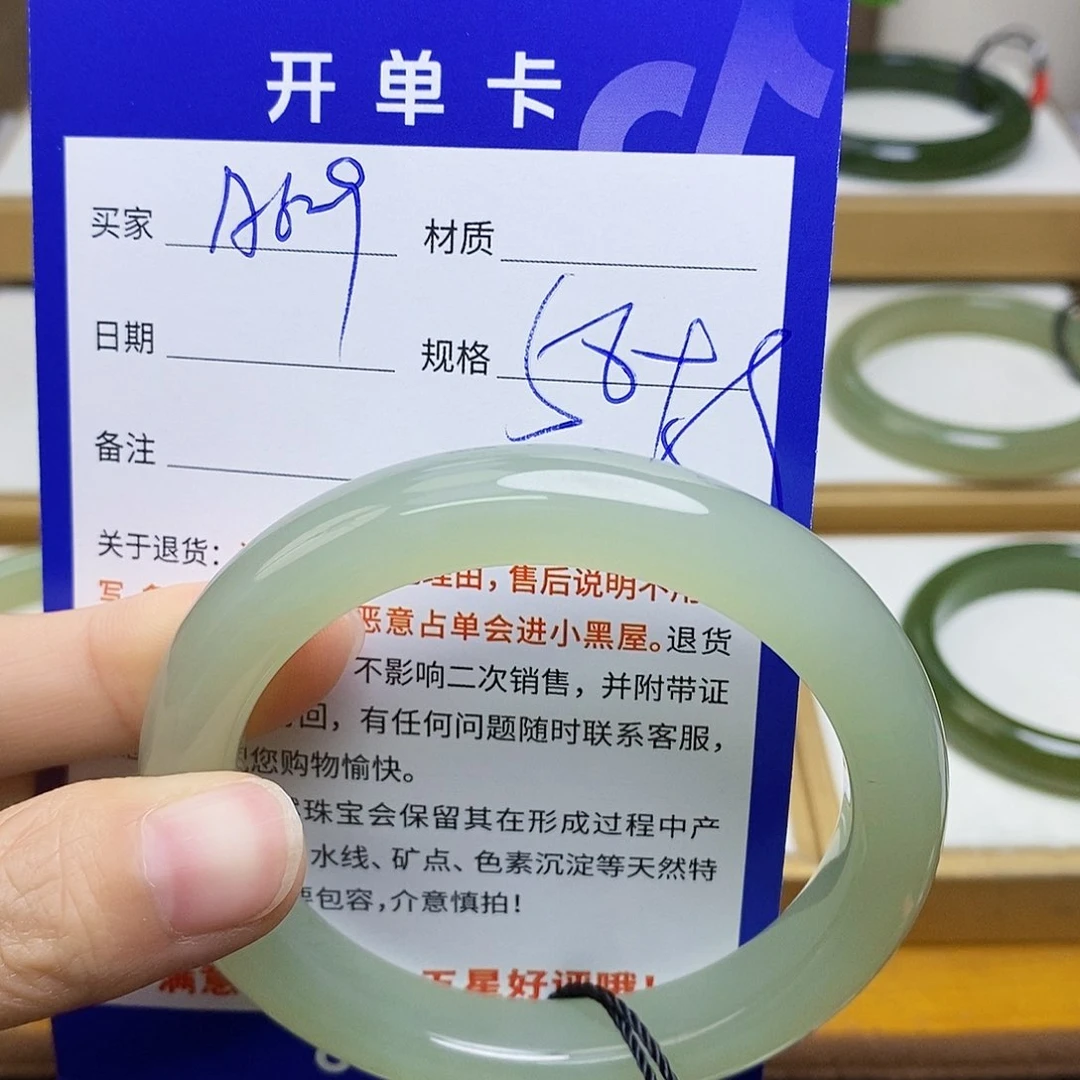 开单卡
买家 A629 材质
日期 规格 58+
备注
关于退货：
理由，售后说明不用
恶意占单会进小黑屋。退货
不影响二次销售，并附带证
回，有任何问题随时联系客服，
您购物愉快。
珠宝会保留其在形成过程中产
水线、矿点、色素沉淀等天然特
要包容，介意慎拍！
满意 五星好评哦！